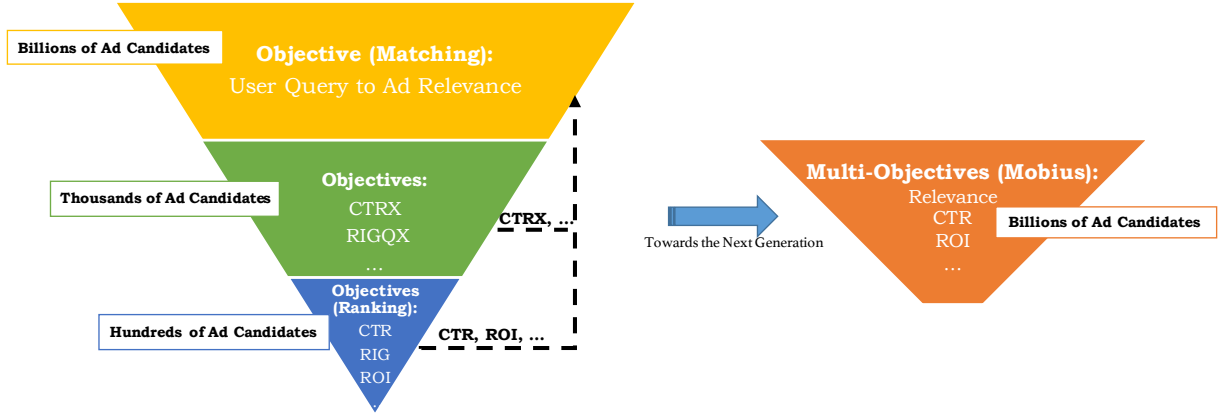 Billions of Ad Candidates
Objective (Matching):
User Query to Ad Relevance
Thousands of Ad Candidates
Objectives:
CTRX
RIGQX
...
CTRX, ...
Hundreds of Ad Candidates
Objectives
(Ranking):
CTR
RIG
ROI
.
CTR, ROI, ...
Towards the Next Generation
Multi-Objectives (Mobius):
Relevance
CTR
ROI
...
Billions of Ad Candidates